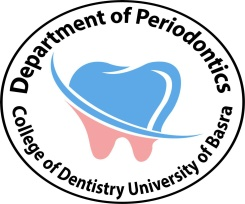 Department of Periodontics
College of Dentistry University of Basra